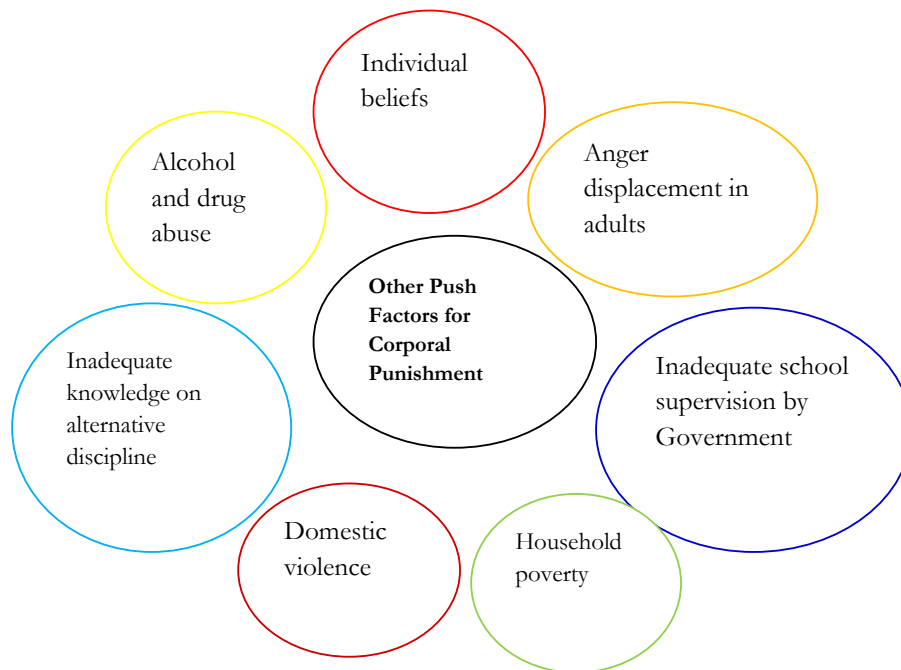 Individual
beliefs
Alcohol
and drug
abuse
Anger
displacement in
adults
Other Push
Factors for
Corporal
Punishment
Inadequate
knowledge on
alternative
discipline
Inadequate school
supervision by
Government
Domestic
violence
Household
poverty